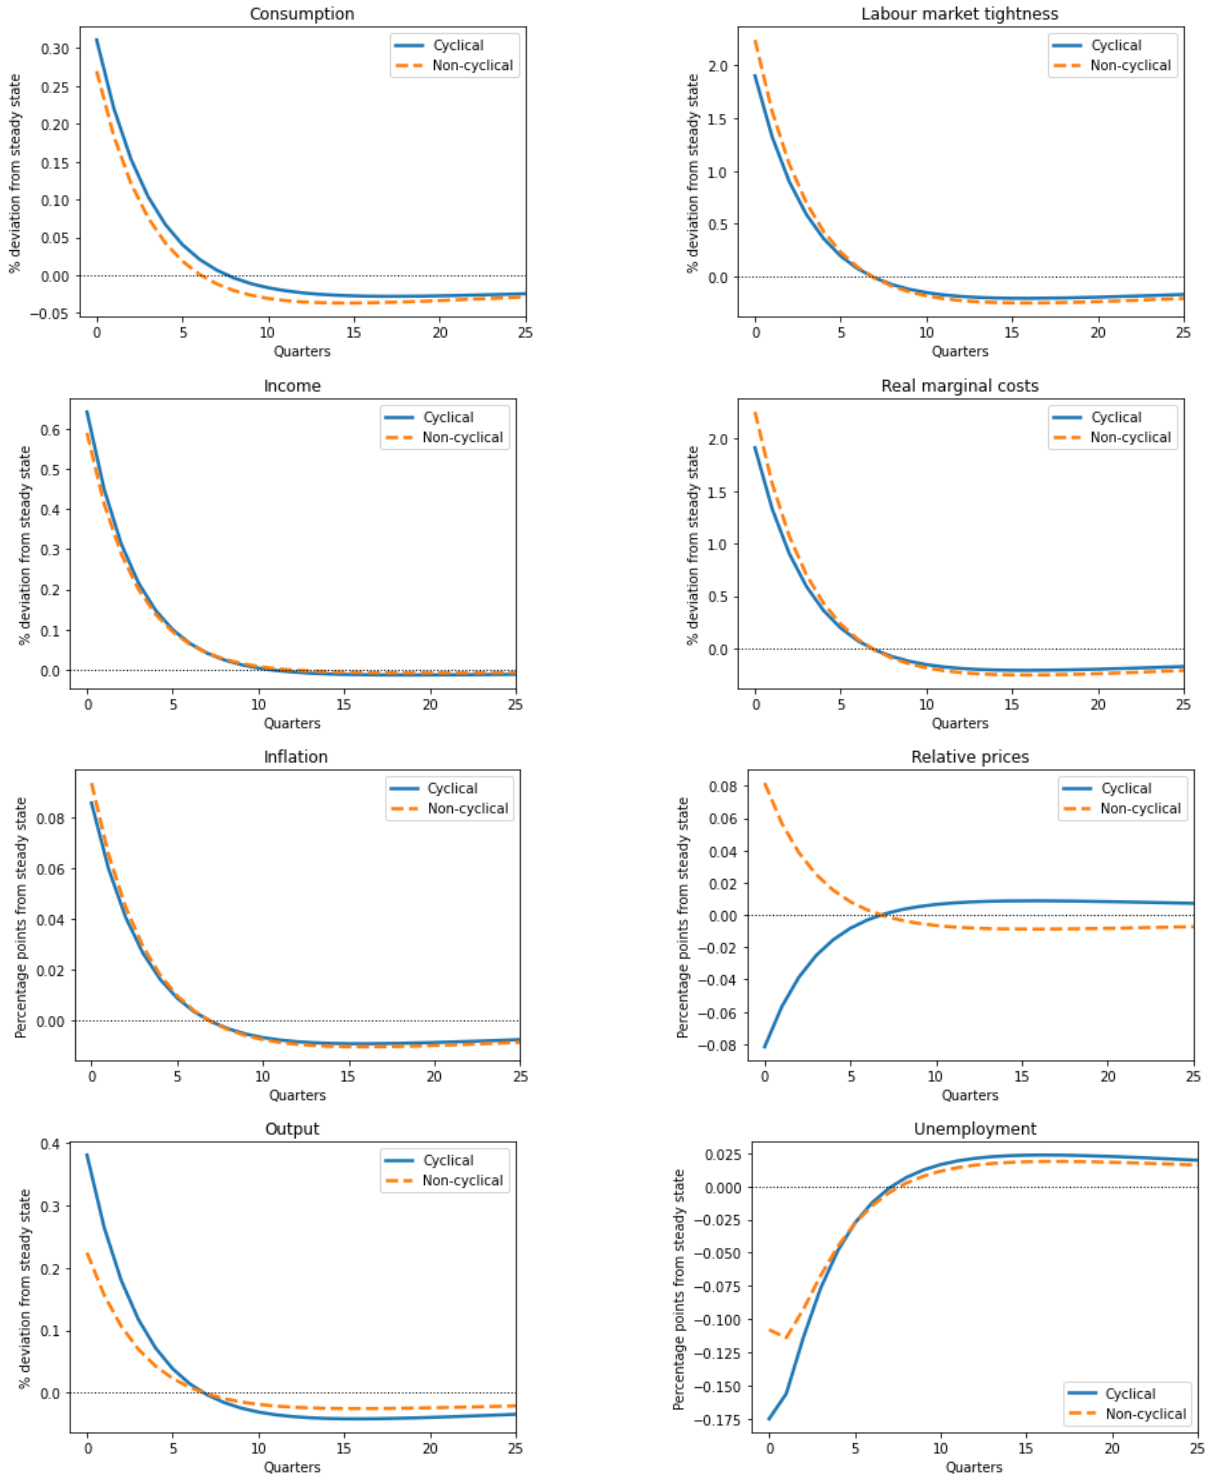 Consumption
% deviation from steady state
0.30
0.25
0.20
0.15
0.10
0.05
0.00
−0.05
Cyclical
Non-cyclical
0 5 10 15 20 25
Quarters
Labour market tightness
% deviation from steady state
2.0
1.5
1.0
0.5
0.0
Cyclical
Non-cyclical
0 5 10 15 20 25
Quarters
Income
% deviation from steady state
0.6
0.5
0.4
0.3
0.2
0.1
0.0
Cyclical
Non-cyclical
0 5 10 15 20 25
Quarters
Real marginal costs
% deviation from steady state
2.0
1.5
1.0
0.5
0.0
Cyclical
Non-cyclical
0 5 10 15 20 25
Quarters
Inflation
Percentage points from steady state
0.08
0.06
0.04
0.02
0.00
Cyclical
Non-cyclical
0 5 10 15 20 25
Quarters
Relative prices
Percentage points from steady state
0.08
0.06
0.04
0.02
0.00
−0.02
−0.04
−0.06
−0.08
Cyclical
Non-cyclical
0 5 10 15 20 25
Quarters
Output
% deviation from steady state
0.4
0.3
0.2
0.1
0.0
Cyclical
Non-cyclical
0 5 10 15 20 25
Quarters
Unemployment
Percentage points from steady state
0.025
0.000
−0.025
−0.050
−0.075
−0.100
−0.125
−0.150
−0.175
Cyclical
Non-cyclical
0 5 10 15 20 25
Quarters